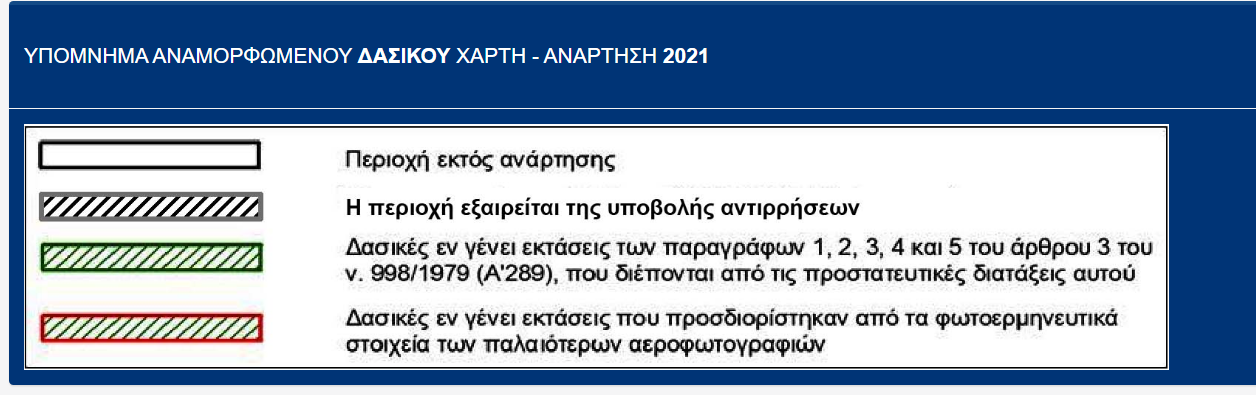 ΥΠΟΜΝΗΜΑ ΑΝΑΜΟΡΦΩΜΕΝΟΥ ΔΑΣΙΚΟΥ ΧΑΡΤΗ - ΑΝΑΡΤΗΣΗ 2021
Περιοχή εκτός ανάρτησης
Η περιοχή εξαιρείται της υποβολής αντιρρήσεων
Δασικές εν γένει εκτάσεις των παραγράφων 1, 2, 3, 4 και 5 του άρθρου 3 του
ν. 998/1979 (Α'289), που διέπονται από τις προστατευτικές διατάξεις αυτού
Δασικές εν γένει εκτάσεις που προσδιορίστηκαν από τα φωτοερμηνευτικά
στοιχεία των παλαιότερων αεροφωτογραφιών